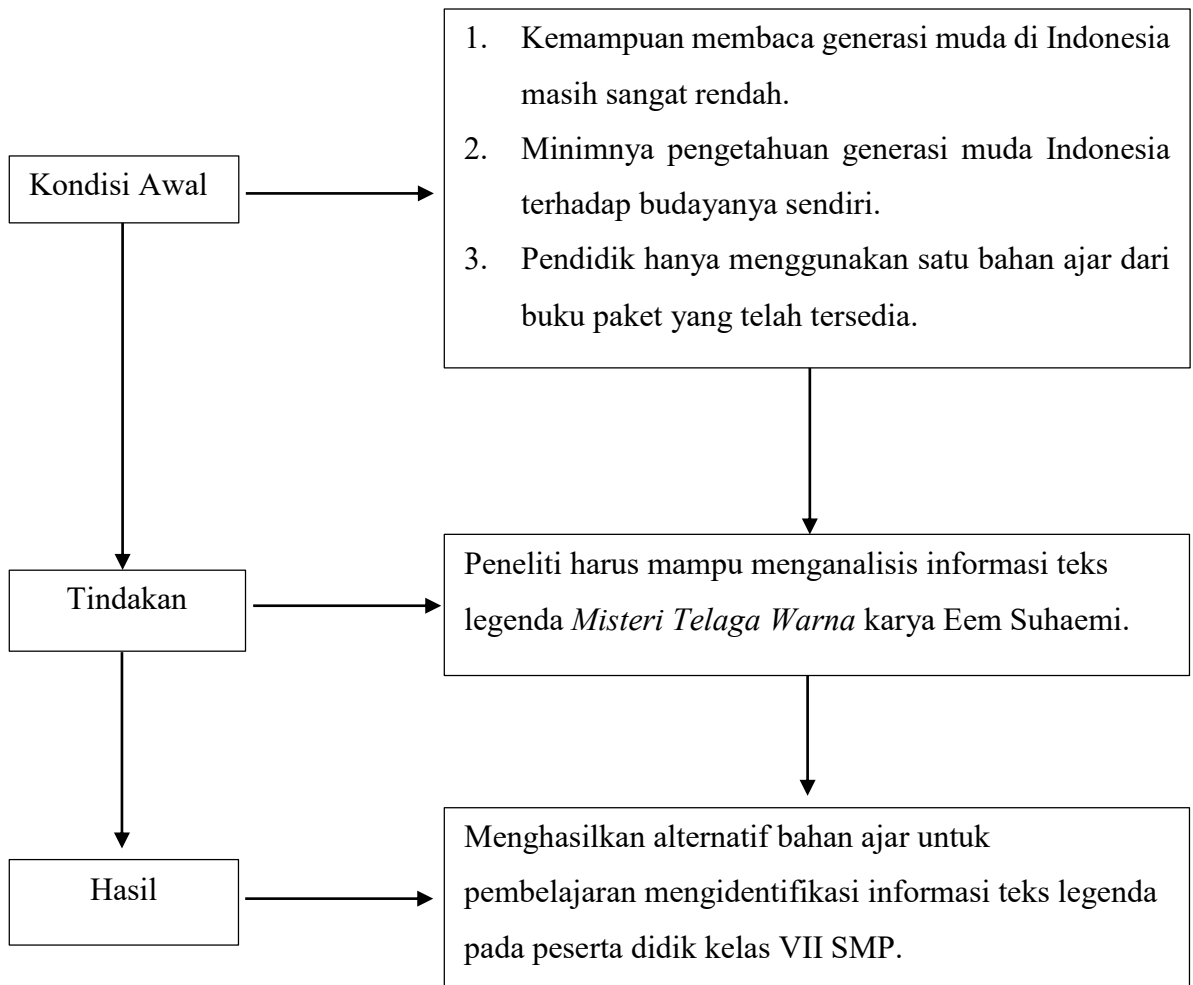 1. Kemampuan membaca generasi muda di Indonesia
masih sangat rendah.
2. Minimnya pengetahuan generasi muda Indonesia
terhadap budayanya sendiri.
3. Pendidik hanya menggunakan satu bahan ajar dari
buku paket yang telah tersedia.
Kondisi Awal
Tindakan
Peneliti harus mampu menganalisis informasi teks
legenda Misteri Telaga Warna karya Eem Suhaemi.
Hasil
Menghasilkan alternatif bahan ajar untuk
pembelajaran mengidentifikasi informasi teks legenda
pada peserta didik kelas VII SMP.